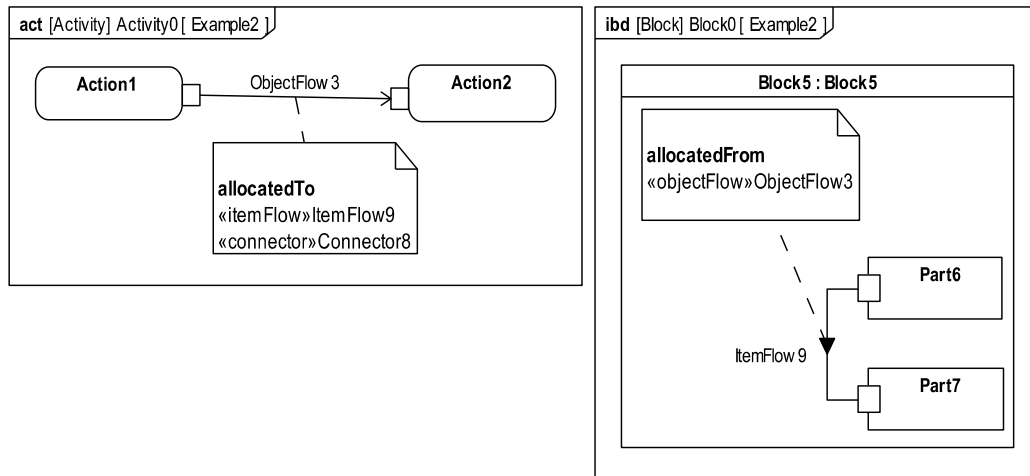 act [Activity] Activity0 [ Example2 ]
Action1
ObjectFlow 3
Action2
allocatedTo
«itemFlow»ItemFlow9
«connector»Connector8
ibd [Block] Block0 [ Example2 ]
Block5 : Block5
allocatedFrom
«objectFlow»ObjectFlow3
Part6
ItemFlow 9
Part7